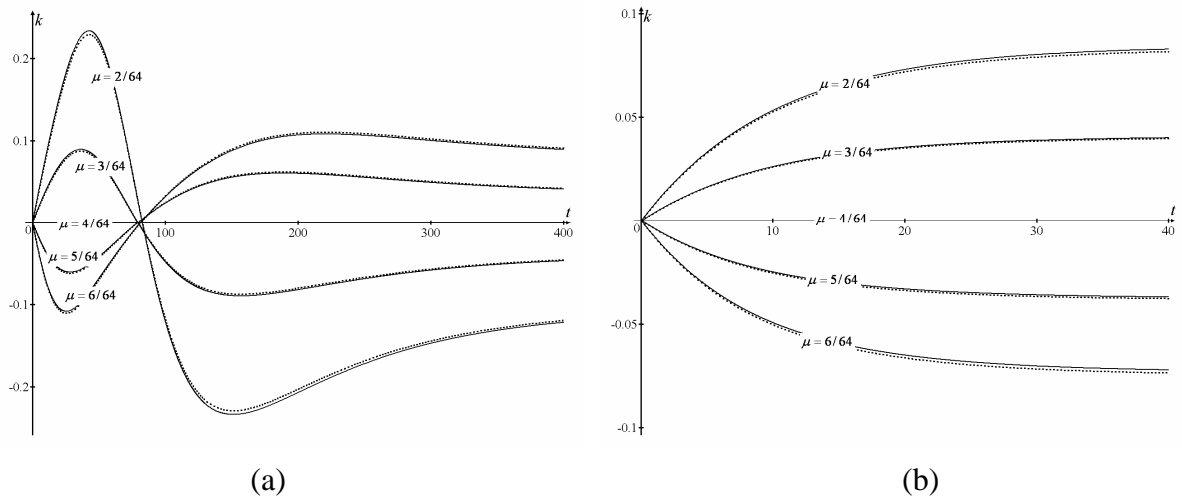 k
0.2
0.1
0
-0.1
-0.2
100
200
300
400
t
μ = 2/64
μ = 3/64
μ = 4/64
μ = 5/64
μ = 6/64
(a)
0.1
k
0.05
0
-0.05
-0.1
10
20
30
40
t
μ = 2/64
μ = 3/64
μ = 4/64
μ = 5/64
μ = 6/64
(b)